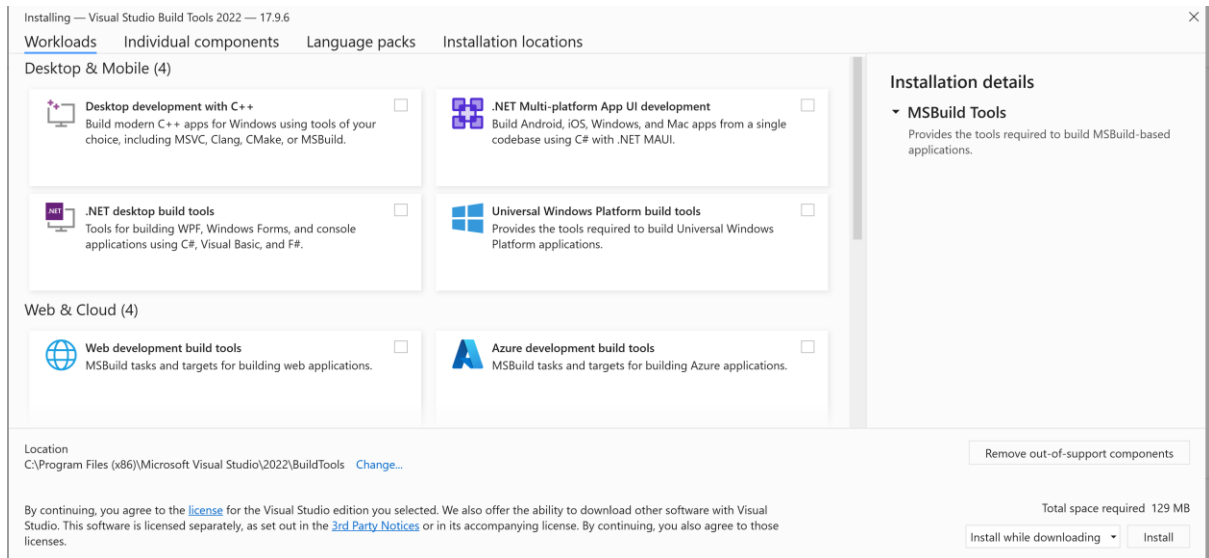 Installing — Visual Studio Build Tools 2022 — 17.9.6
Workloads Individual components Language packs Installation locations
Desktop & Mobile (4)
Desktop development with C++
Build modern C++ apps for Windows using tools of your
choice, including MSVC, Clang, CMake, or MSBuild.
.NET Multi-platform App UI development
Build Android, iOS, Windows, and Mac apps from a single
codebase using C# with .NET MAUI.
.NET
.NET desktop build tools
Tools for building WPF, Windows Forms, and console
applications using C#, Visual Basic, and F#.
Universal Windows Platform build tools
Provides the tools required to build Universal Windows
Platform applications.
Web & Cloud (4)
Web development build tools
MSBuild tasks and targets for building web applications.
Azure development build tools
MSBuild tasks and targets for building Azure applications.
Installation details
MSBuild Tools
Provides the tools required to build MSBuild-based
applications.
Location
C:\Program Files (x86)\Microsoft Visual Studio\2022\BuildTools Change...
Remove out-of-support components
By continuing, you agree to the license for the Visual Studio edition you selected. We also offer the ability to download other software with Visual
Studio. This software is licensed separately, as set out in the 3rd Party Notices or in its accompanying license. By continuing, you also agree to those
licenses.
Total space required 129 MB
Install while downloading Install